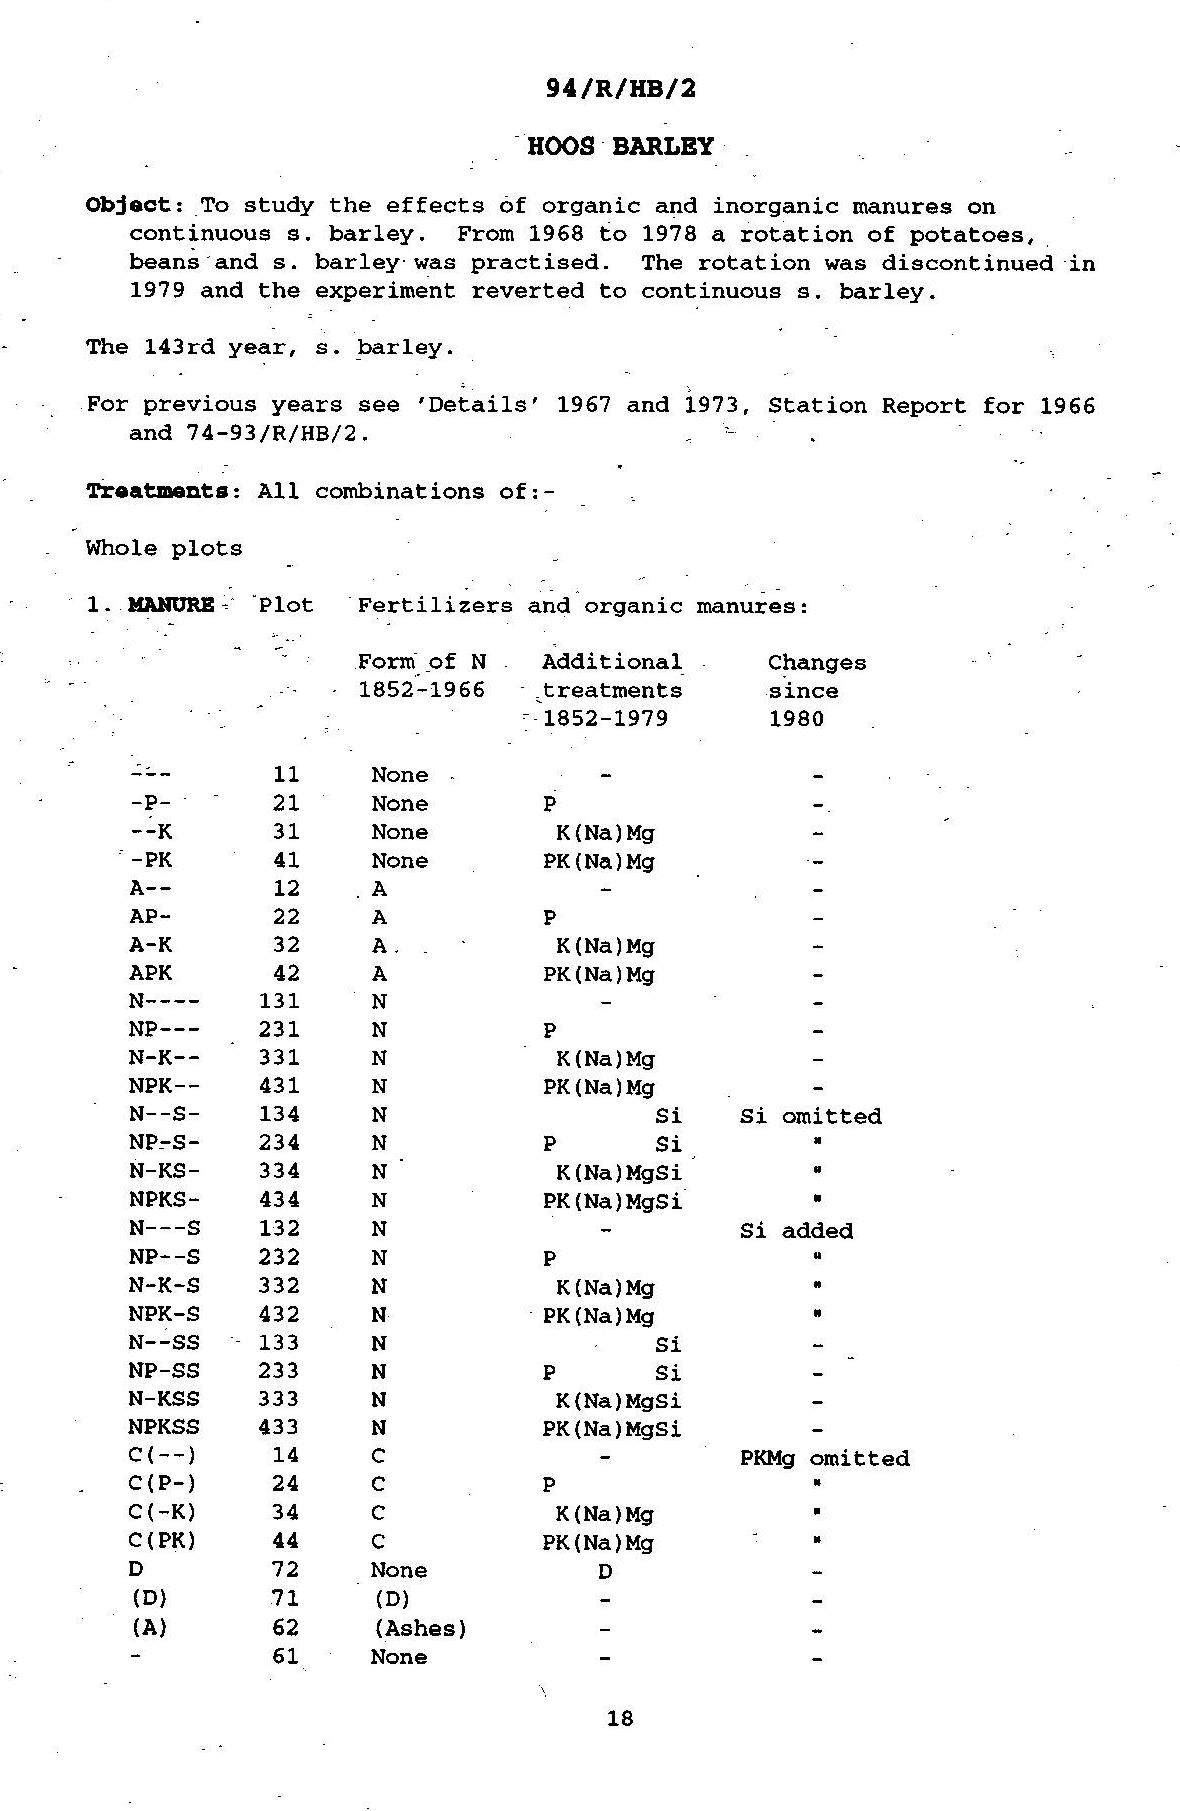 94/R/HB/2
HOOS BARLEY
Object: To study the effects of organic and inorganic manures on
continuous s. barley. From 1968 to 1978 a rotation of potatoes,
beans and s. barley was practised. The rotation was discontinued in
1979 and the experiment reverted to continuous s. barley.
The 143rd year, s. barley.
For previous years see 'Details' 1967 and 1973, Station Report for 1966
and 74-93/R/HB/2.
Treatments: All combinations of:-
Whole plots
1. MANURE Plot Fertilizers and organic manures:
Form of N Additional Changes
1852-1966 treatments since
1852-1979 1980
--- 11 None - -
-P- 21 None P -
--K 31 None K(Na)Mg -
-PK 41 None PK(Na)Mg -
A-- 12 A - -
AP- 22 A P -
A-K 32 A K(Na)Mg -
APK 42 A PK(Na)Mg -
N---- 131 N - -
NP--- 231 N P -
N-K-- 331 N K(Na)Mg -
NPK-- 431 N PK(Na)Mg -
N--S- 134 N Si Si omitted
NP-S- 234 N P Si "
N-KS- 334 N K(Na)MgSi "
NPKS- 434 N PK(Na)MgSi "
N---S 132 N - Si added
NP--S 232 N P "
N-K-S 332 N K(Na)Mg "
NPK-S 432 N PK(Na)Mg "
N--SS 133 N Si -
NP-SS 233 N P Si -
N-KSS 333 N K(Na)MgSi -
NPKSS 433 N PK(Na)MgSi -
C(--) 14 C - PKMg omitted
C(P-) 24 C P "
C(-K) 34 C K(Na)Mg "
C(PK) 44 C PK(Na)Mg "
D 72 None D -
(D) 71 (D) - -
(A) 62 (Ashes) - -
- 61 None - -
18